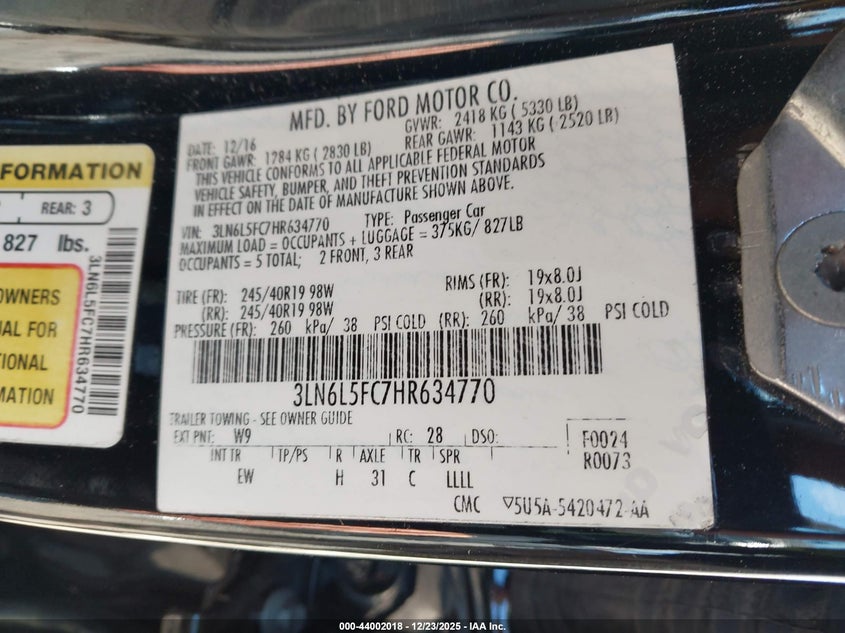 MFD. BY FORD MOTOR CO.
DATE: 12/16 GVWR: 2418 KG ( 5330 LB)
FRONT GAWR: 1284 KG ( 2830 LB) REAR GAWR: 1143 KG ( 2520 LB)
THIS VEHICLE CONFORMS TO ALL APPLICABLE FEDERAL MOTOR
VEHICLE SAFETY, BUMPER, AND THEFT PREVENTION STANDARDS
IN EFFECT ON THE DATE OF MANUFACTURE SHOWN ABOVE.
VIN: 3LN6L5FC7HR634770 TYPE: Passenger Car
MAXIMUM LOAD = OCCUPANTS + LUGGAGE = 375KG/ 827LB
OCCUPANTS = 5 TOTAL; 2 FRONT, 3 REAR
TIRE (FR): 245/40R19 98W RIMS (FR): 19x8.0J
(RR): 245/40R19 98W (RR): 19x8.0J
PRESSURE (FR): 260 kPa/ 38 PSI COLD (RR): 260 kPa/ 38 PSI COLD
3LN6L5FC7HR634770
TRAILER TOWING - SEE OWNER GUIDE
EXT PNT: W9 RC: 28 DSO: F0024
R0073
INT TR TP/PS R AXLE TR SPR
EW H 31 C LLLL
CMC 5U5A-5420472-AA
FORMATION
REAR: 3
827 lbs.
OWNERS
UAL FOR
TIONAL
MATION
3LN6L5FC7HR634770
000-44002018 - 12/23/2025 - IAA Inc.